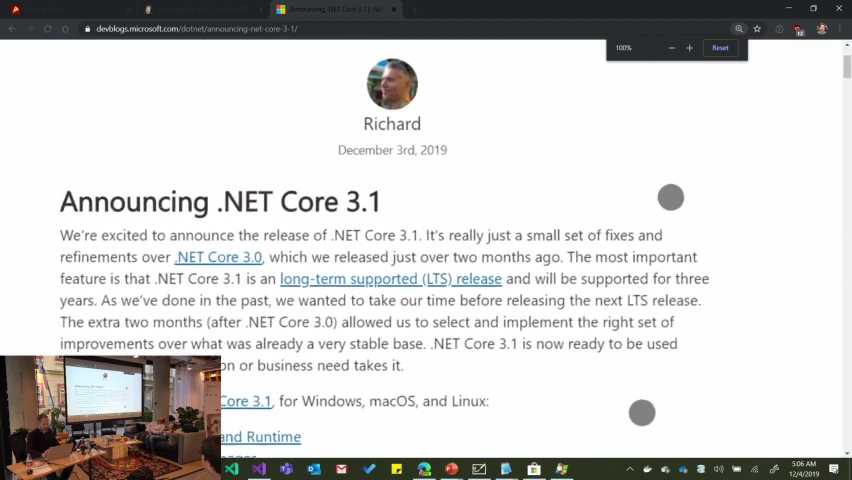 Announcing .NET Core 3.1 | .NET
devblogs.microsoft.com/dotnet/announcing-net-core-3-1/
12
100%
Reset
Richard
December 3rd, 2019
Announcing .NET Core 3.1
We're excited to announce the release of .NET Core 3.1. It's really just a small set of fixes and
refinements over .NET Core 3.0, which we released just over two months ago. The most important
feature is that .NET Core 3.1 is an long-term supported (LTS) release and will be supported for three
years. As we've done in the past, we wanted to take our time before releasing the next LTS release.
The extra two months (after .NET Core 3.0) allowed us to select and implement the right set of
improvements over what was already a very stable base. .NET Core 3.1 is now ready to be used
on or business need takes it.
Core 3.1, for Windows, macOS, and Linux:
and Runtime
5:06 AM
12/4/2019